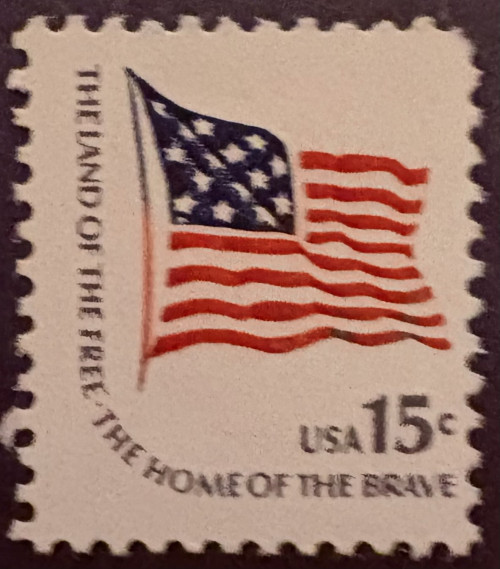 THE LAND OF THE FREE · THE HOME OF THE BRAVE
USA 15c